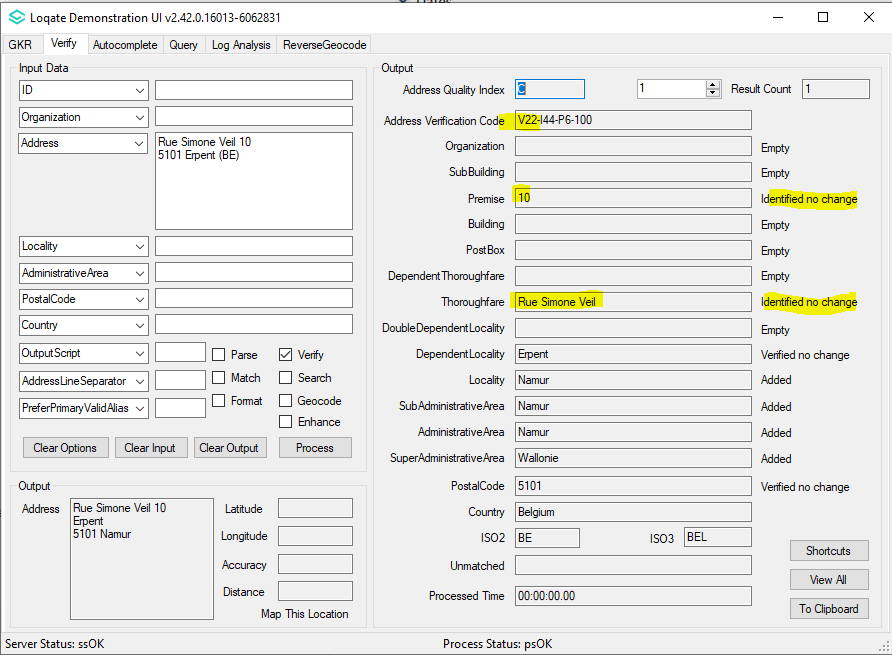 Loqate Demonstration UI v2.42.0.16013-6062831
GKR Verify Autocomplete Query Log Analysis ReverseGeocode
Input Data
ID
Organization
Address
Rue Simone Veil 10
5101 Erpent (BE)
Locality
AdministrativeArea
PostalCode
Country
OutputScript
AddressLineSeparator
PreferPrimaryValidAlias
Parse
Verify
Match
Search
Format
Geocode
Enhance
Clear Options
Clear Input
Clear Output
Process
Output
Address
Rue Simone Veil 10
Erpent
5101 Namur
Latitude
Longitude
Accuracy
Distance
Map This Location
Output
Address Quality Index C 1 Result Count 1
Address Verification Code V22-I44-P6-100
Organization Empty
SubBuilding Empty
Premise 10 Identified no change
Building Empty
PostBox Empty
DependentThoroughfare Empty
Thoroughfare Rue Simone Veil Identified no change
DoubleDependentLocality Empty
DependentLocality Erpent Verified no change
Locality Namur Added
SubAdministrativeArea Namur Added
AdministrativeArea Namur Added
SuperAdministrativeArea Wallonie Added
PostalCode 5101 Verified no change
Country Belgium
ISO2 BE ISO3 BEL
Unmatched
Processed Time 00:00:00.00
Shortcuts
View All
To Clipboard
Server Status: ssOK
Process Status: psOK